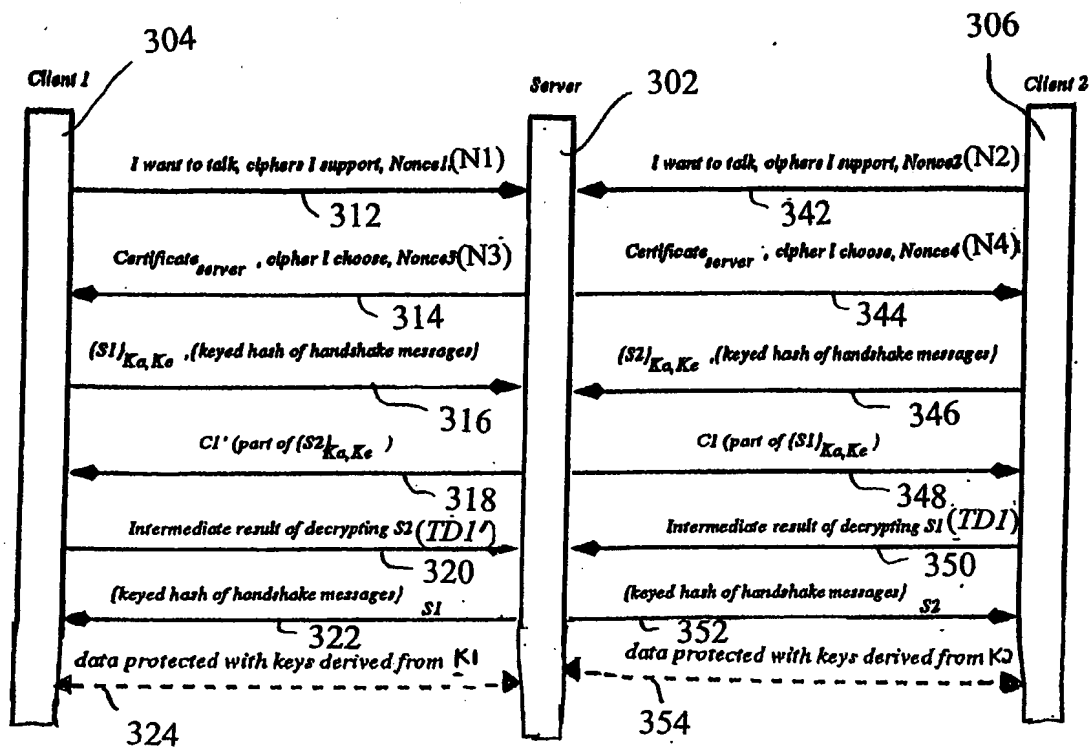 304
306
Client 1
Server
302
Client 2
I want to talk, ciphers I support, Nonce1,(N1)
I want to talk, ciphers I support, Nonce2(N2)
312
342
Certificate server , cipher I choose, Nonce3(N3)
Certificate server , cipher I choose, Nonce4(N4)
314
344
{S1}Ka,Ke ,{keyed hash of handshake messages}
{S2}Ka,Ke ,{keyed hash of handshake messages}
316
346
C1' (part of {S2}Ka,Ke )
C1 (part of {S1}Ka,Ke )
318
348
Intermediate result of decrypting S2(TD1')
Intermediate result of decrypting S1(TD1)
320
350
{keyed hash of handshake messages} S1
{keyed hash of handshake messages} S2
322
352
data protected with keys derived from K1
data protected with keys derived from
324
354